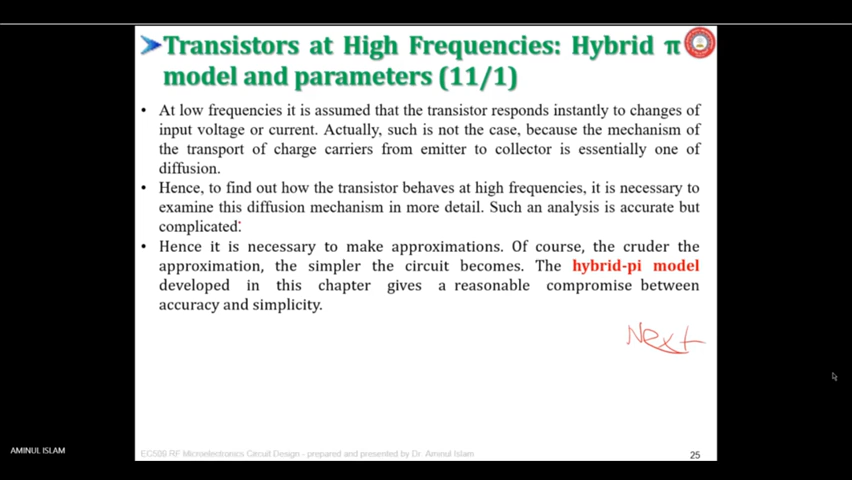 Transistors at High Frequencies: Hybrid π
model and parameters (11/1)
• At low frequencies it is assumed that the transistor responds instantly to changes of
input voltage or current. Actually, such is not the case, because the mechanism of
the transport of charge carriers from emitter to collector is essentially one of
diffusion.
• Hence, to find out how the transistor behaves at high frequencies, it is necessary to
examine this diffusion mechanism in more detail. Such an analysis is accurate but
complicated.
• Hence it is necessary to make approximations. Of course, the cruder the
approximation, the simpler the circuit becomes. The hybrid-pi model
developed in this chapter gives a reasonable compromise between
accuracy and simplicity.
Next
AMINUL ISLAM
EC509 RF Microelectronics Circuit Design - prepared and presented by Dr. Aminul Islam
25